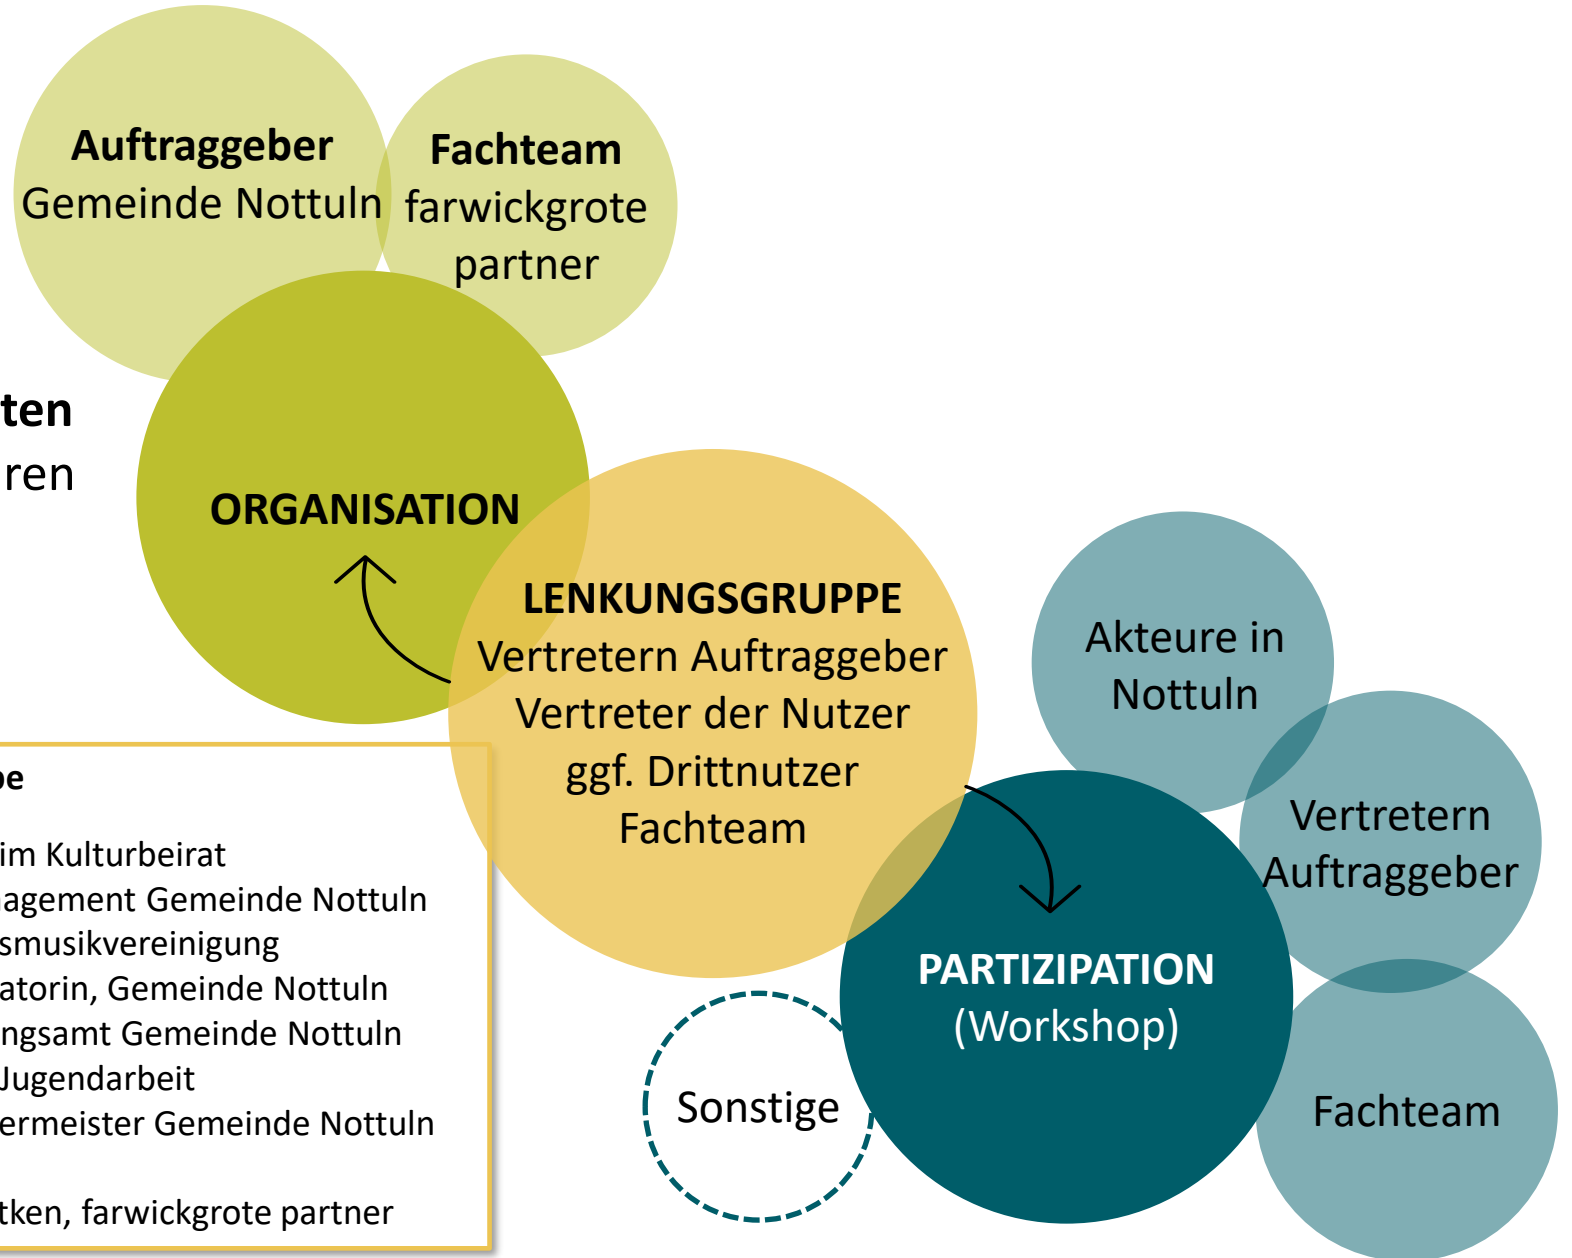 Auftraggeber
Gemeinde Nottuln
Fachteam
farwickgrote
partner
ten
ren
ORGANISATION
LENKUNGSGRUPPE
Vertretern Auftraggeber
Vertreter der Nutzer
ggf. Drittnutzer
Fachteam
Akteure in
Nottuln
Vertretern
Auftraggeber
PARTIZIPATION
(Workshop)
Fachteam
Sonstige
pe
im Kulturbeirat
nagement Gemeinde Nottuln
smusikvereinigung
atorin, Gemeinde Nottuln
ngsamt Gemeinde Nottuln
Jugendarbeit
ermeister Gemeinde Nottuln
tken, farwickgrote partner